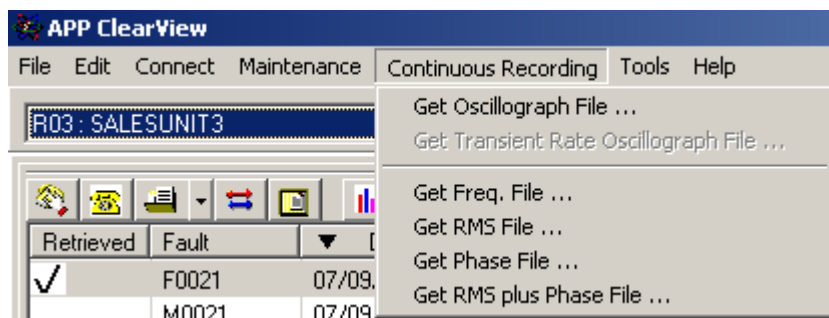 APP ClearView
File Edit Connect Maintenance Continuous Recording Tools Help
R03 : SALESUNIT3
Get Oscillograph File ...
Get Transient Rate Oscillograph File ...
Get Freq. File ...
Get RMS File ...
Get Phase File ...
Get RMS plus Phase File ...
Retrieved Fault
F0021 07/09
M0021 07/09